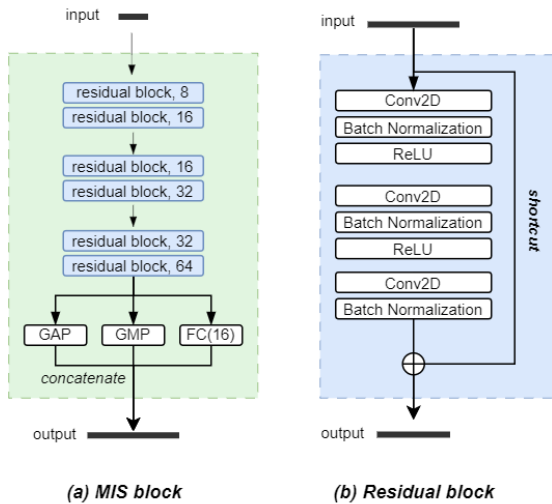 input
residual block, 8
residual block, 16
residual block, 16
residual block, 32
residual block, 32
residual block, 64
GAP
GMP
FC(16)
concatenate
output
(a) MIS block
input
Conv2D
Batch Normalization
ReLU
Conv2D
Batch Normalization
ReLU
Conv2D
Batch Normalization
shortcut
output
(b) Residual block